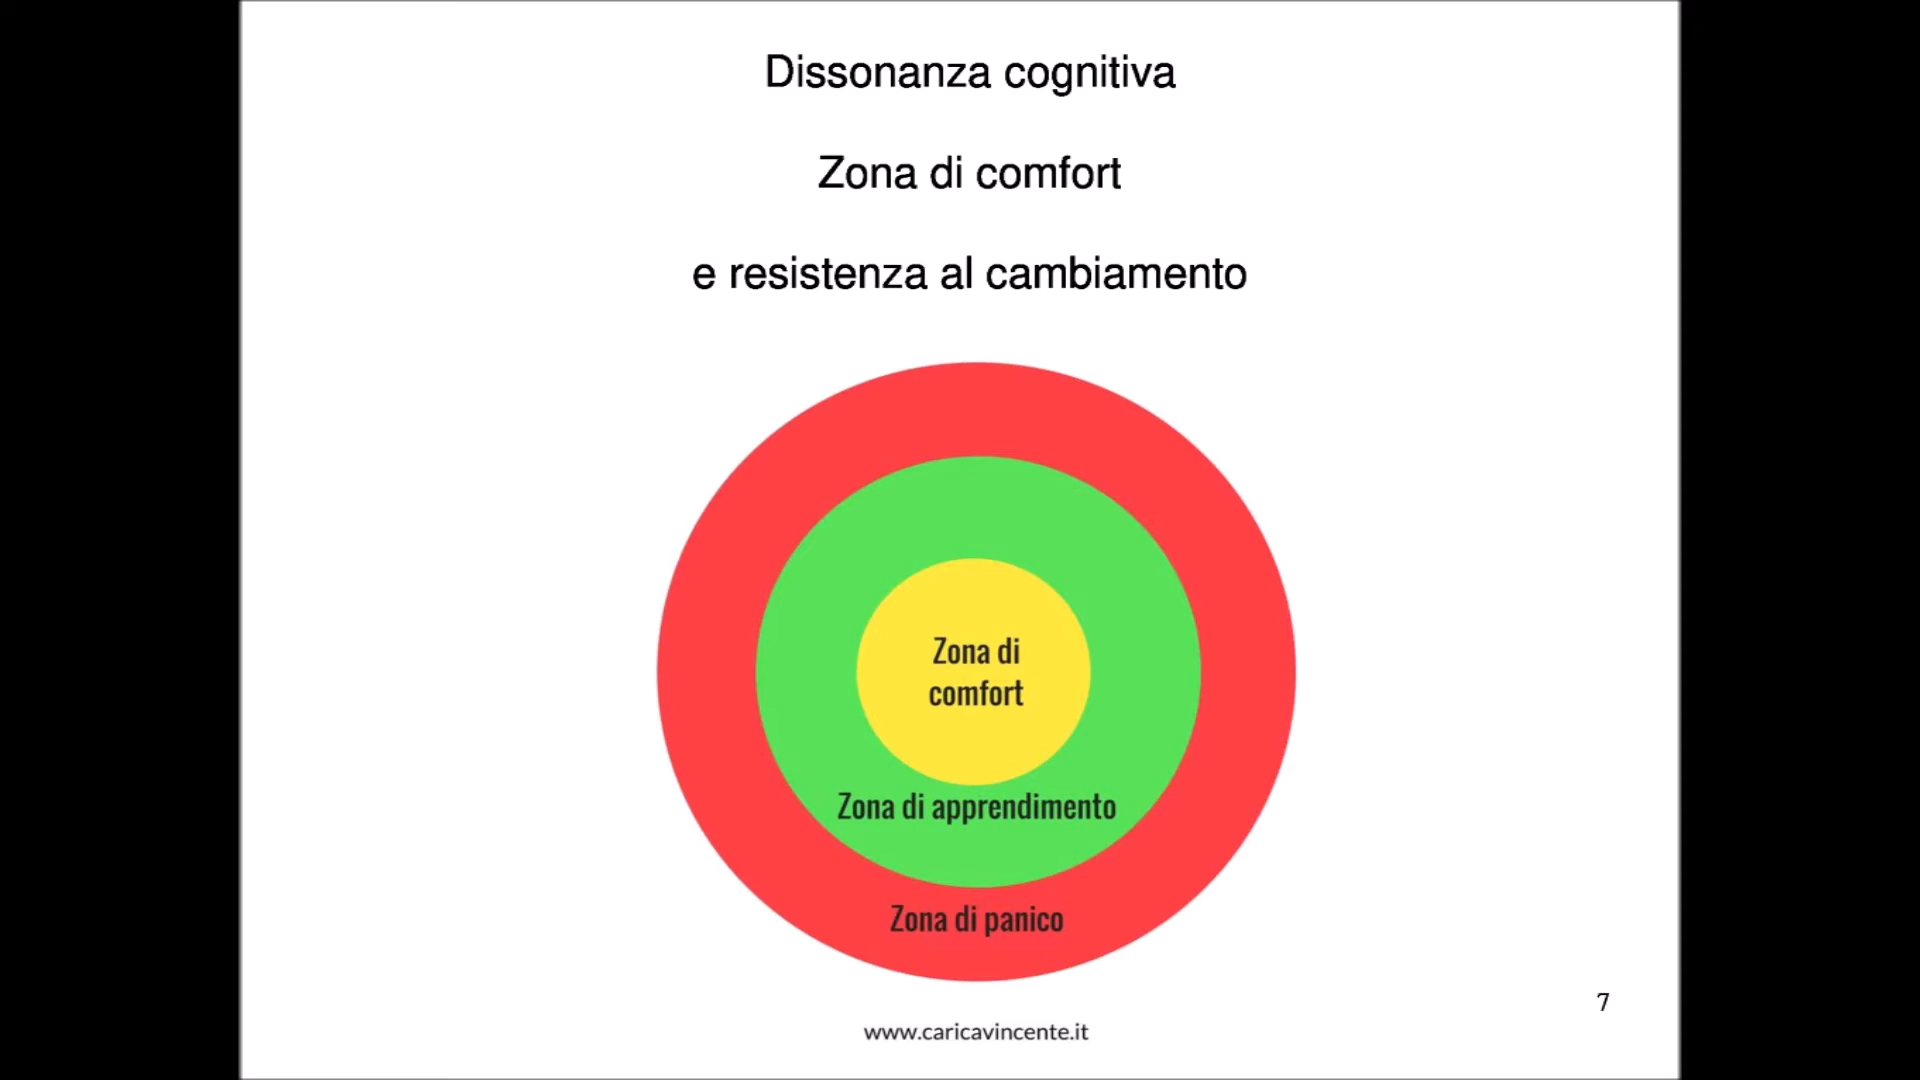 Dissonanza cognitiva
Zona di comfort
e resistenza al cambiamento
Zona di
comfort
Zona di apprendimento
Zona di panico
7
www.caricavincente.it